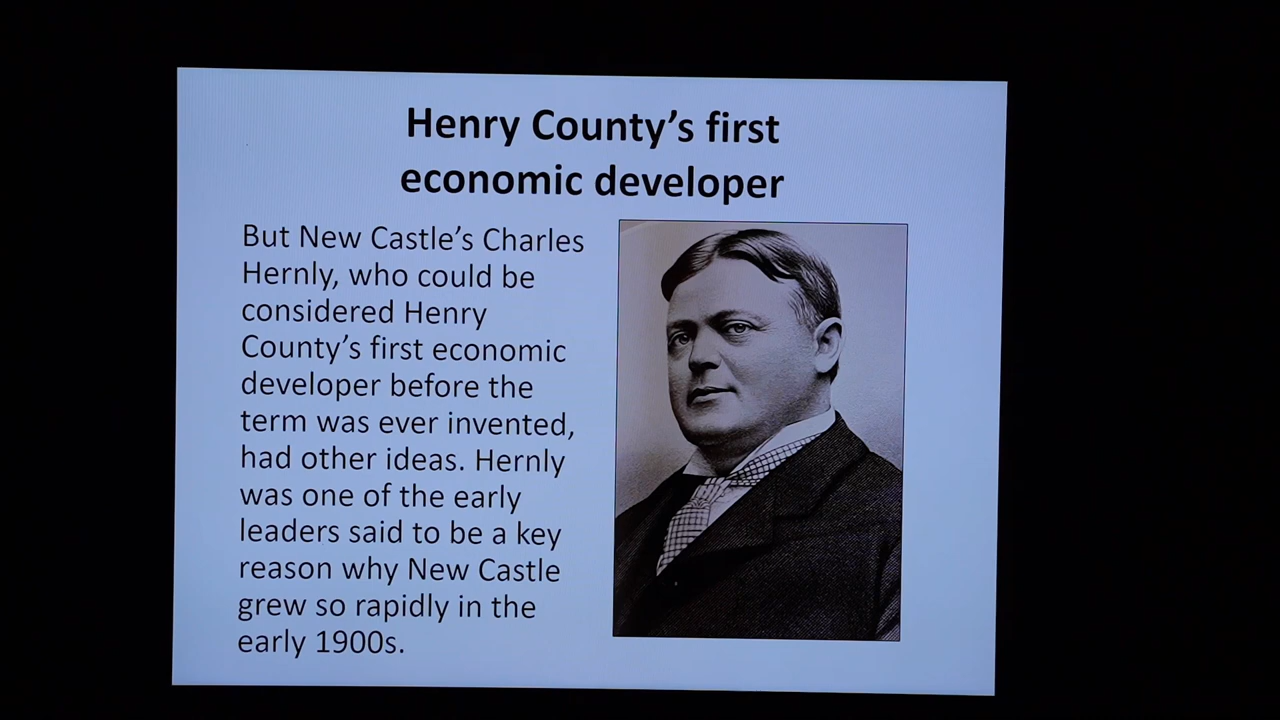 Henry County’s first
economic developer
But New Castle’s Charles
Hernly, who could be
considered Henry
County’s first economic
developer before the
term was ever invented,
had other ideas. Hernly
was one of the early
leaders said to be a key
reason why New Castle
grew so rapidly in the
early 1900s.